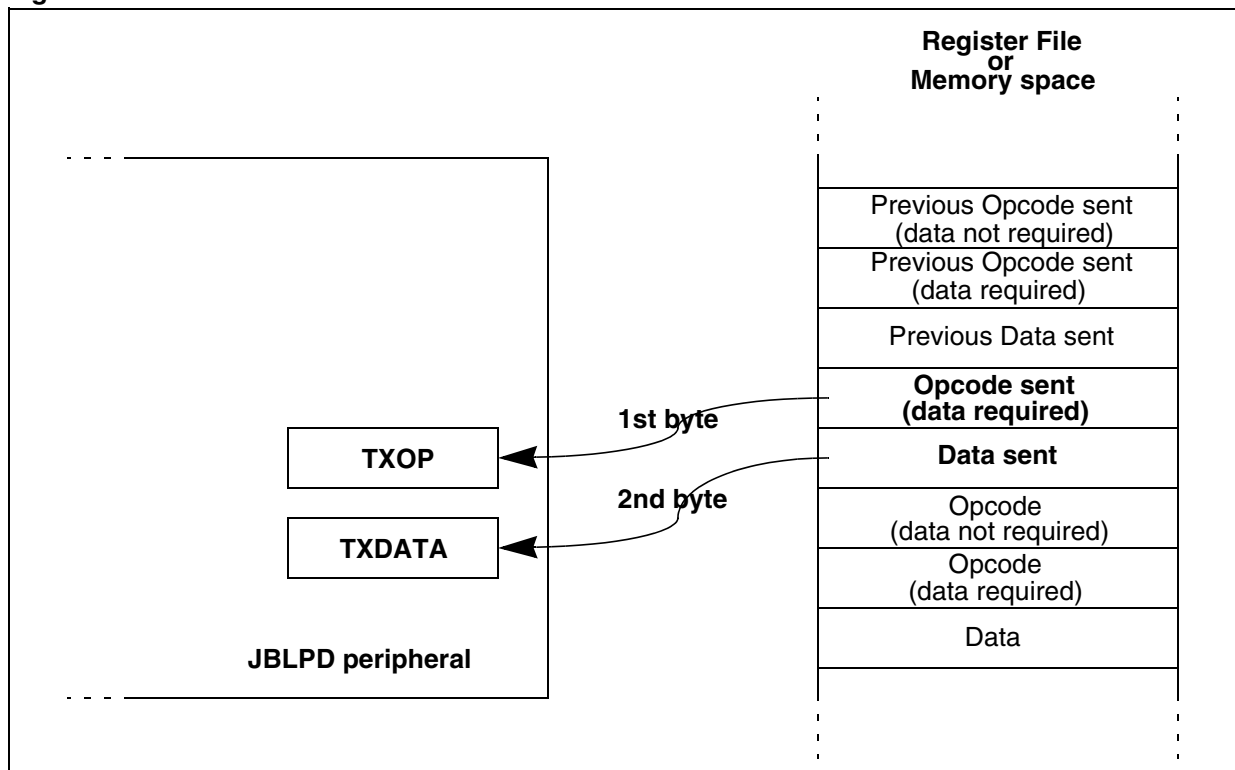 Register File
or
Memory space
Previous Opcode sent
(data not required)
Previous Opcode sent
(data required)
Previous Data sent
Opcode sent
(data required)
1st byte
TXOP
Data sent
2nd byte
Opcode
(data not required)
TXDATA
Opcode
(data required)
Data
JBLPD peripheral